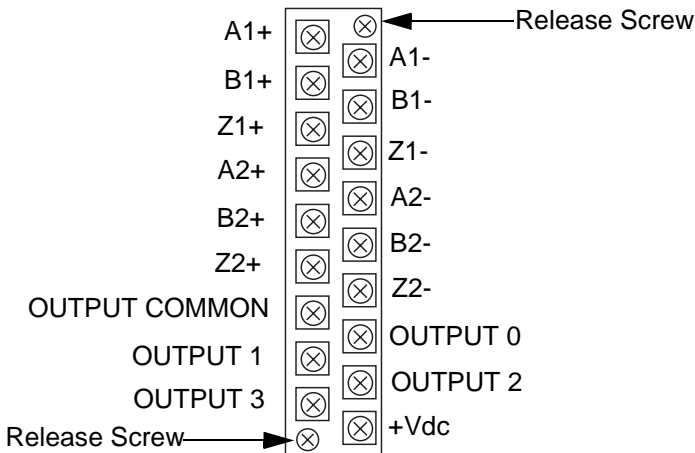 Release Screw
A1+
A1-
B1+
B1-
Z1+
Z1-
A2+
A2-
B2+
B2-
Z2+
Z2-
OUTPUT COMMON
OUTPUT 0
OUTPUT 1
OUTPUT 2
OUTPUT 3
+Vdc
Release Screw